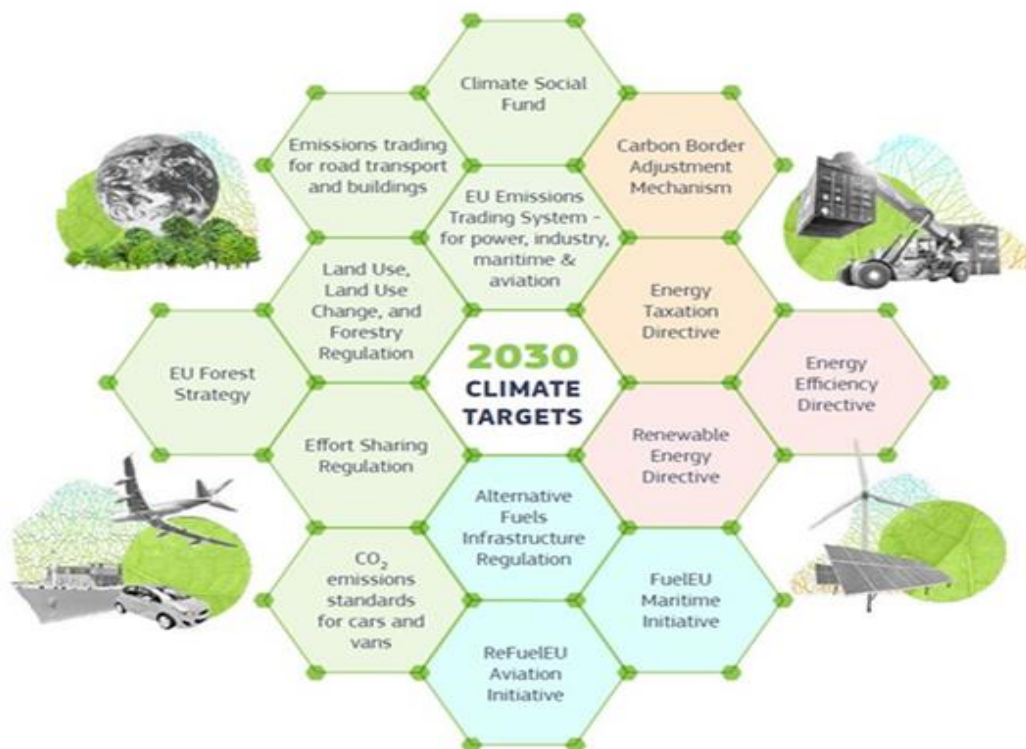 Climate Social
Fund
Emissions trading
for road transport
and buildings
Carbon Border
Adjustment
Mechanism
EU Emissions
Trading System -
for power, industry,
maritime &
aviation
Land Use,
Land Use
Change, and
Forestry
Regulation
Energy
Taxation
Directive
2030
CLIMATE
TARGETS
EU Forest
Strategy
Energy
Efficiency
Directive
Effort Sharing
Regulation
Renewable
Energy
Directive
Alternative
Fuels
Infrastructure
Regulation
CO₂
emissions
standards
for cars and
vans
FuelEU
Maritime
Initiative
ReFuelEU
Aviation
Initiative